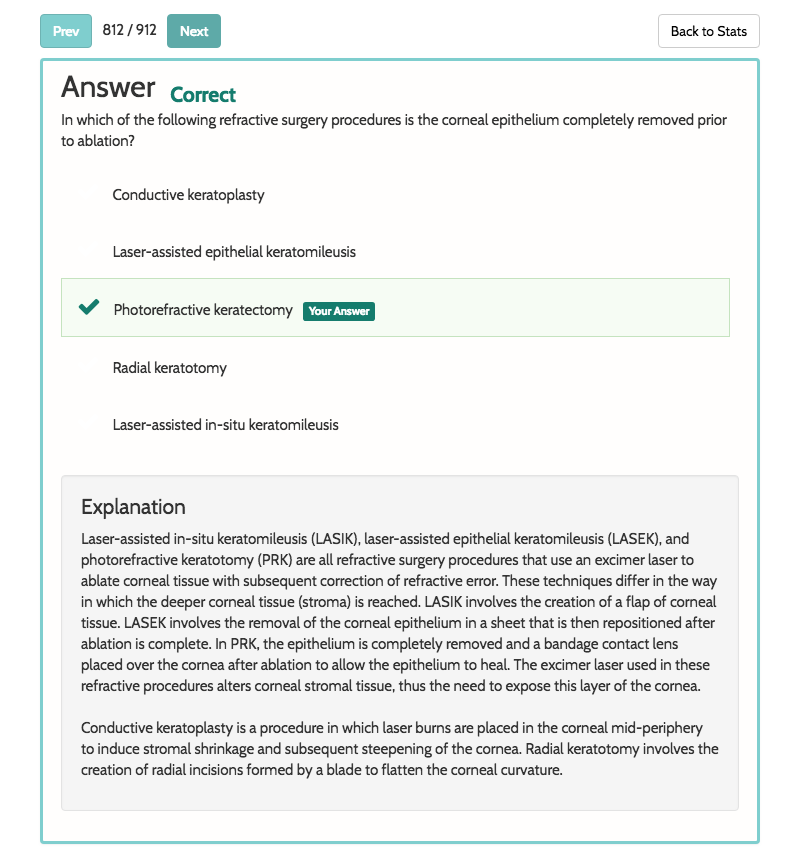 Prev 812 / 912 Next Back to Stats
Answer Correct
In which of the following refractive surgery procedures is the corneal epithelium completely removed prior
to ablation?
Conductive keratoplasty
Laser-assisted epithelial keratomileusis
Photorefractive keratectomy Your Answer
Radial keratotomy
Laser-assisted in-situ keratomileusis
Explanation
Laser-assisted in-situ keratomileusis (LASIK), laser-assisted epithelial keratomileusis (LASEK), and
photorefractive keratotomy (PRK) are all refractive surgery procedures that use an excimer laser to
ablate corneal tissue with subsequent correction of refractive error. These techniques differ in the way
in which the deeper corneal tissue (stroma) is reached. LASIK involves the creation of a flap of corneal
tissue. LASEK involves the removal of the corneal epithelium in a sheet that is then repositioned after
ablation is complete. In PRK, the epithelium is completely removed and a bandage contact lens
placed over the cornea after ablation to allow the epithelium to heal. The excimer laser used in these
refractive procedures alters corneal stromal tissue, thus the need to expose this layer of the cornea.
Conductive keratoplasty is a procedure in which laser burns are placed in the corneal mid-periphery
to induce stromal shrinkage and subsequent steepening of the cornea. Radial keratotomy involves the
creation of radial incisions formed by a blade to flatten the corneal curvature.